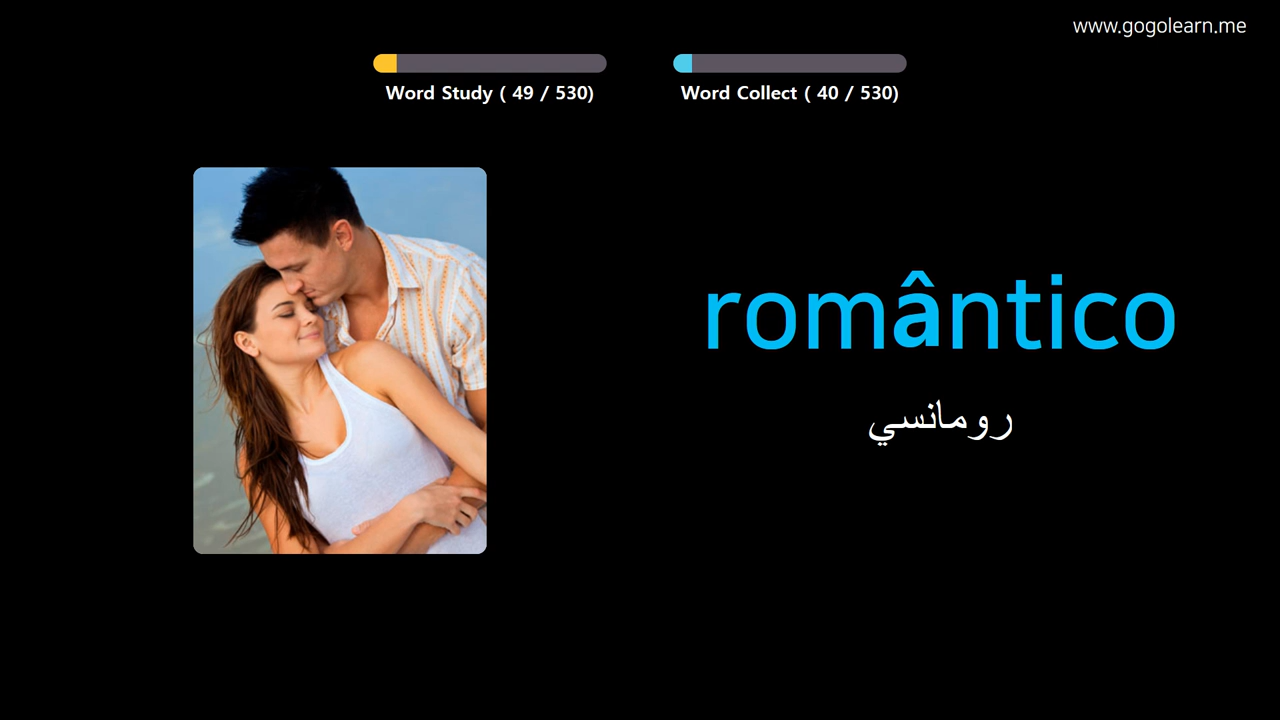 www.gogolearn.me
Word Study ( 49 / 530)
Word Collect ( 40 / 530)
romântico
رومانسي